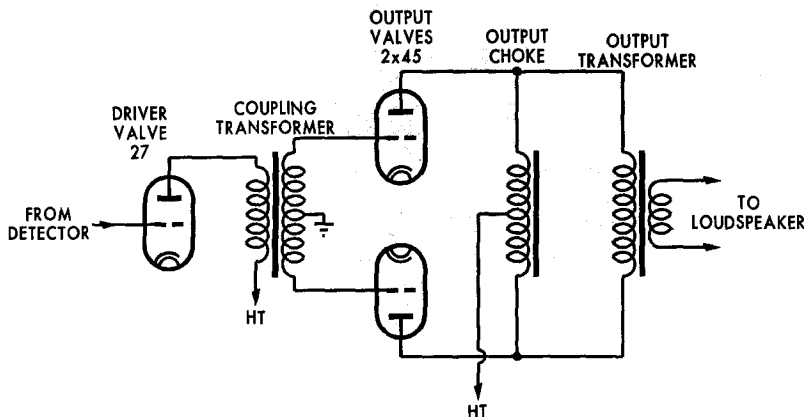 OUTPUT
VALVES
2x45
OUTPUT
CHOKE
OUTPUT
TRANSFORMER
DRIVER
VALVE
27
COUPLING
TRANSFORMER
FROM
DETECTOR
TO
LOUDSPEAKER
HT
HT